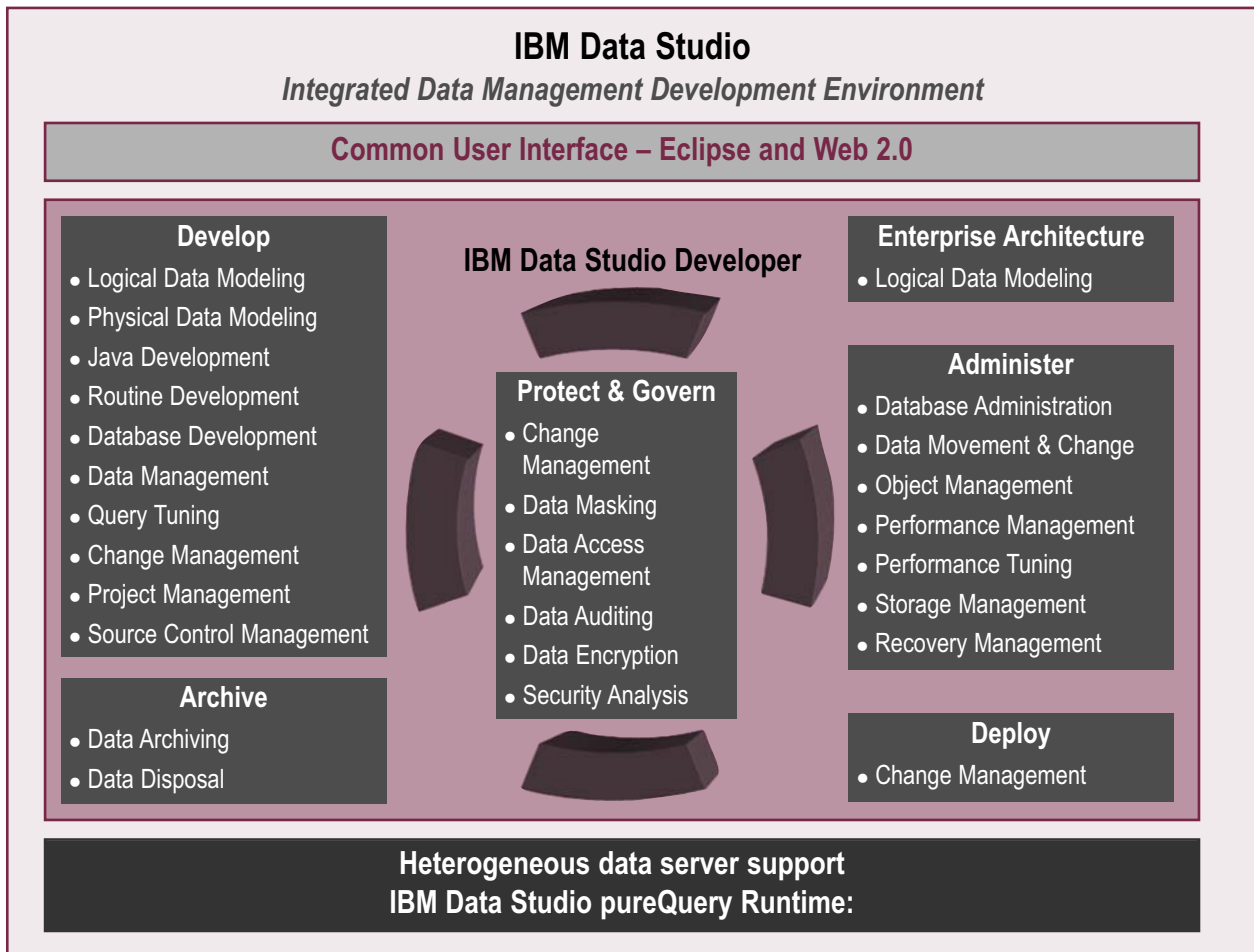 IBM Data Studio
Integrated Data Management Development Environment
Common User Interface – Eclipse and Web 2.0
Develop
• Logical Data Modeling
• Physical Data Modeling
• Java Development
• Routine Development
• Database Development
• Data Management
• Query Tuning
• Change Management
• Project Management
• Source Control Management
Archive
• Data Archiving
• Data Disposal
IBM Data Studio Developer
Protect & Govern
• Change
Management
• Data Masking
• Data Access
Management
• Data Auditing
• Data Encryption
• Security Analysis
Enterprise Architecture
• Logical Data Modeling
Administer
• Database Administration
• Data Movement & Change
• Object Management
• Performance Management
• Performance Tuning
• Storage Management
• Recovery Management
Deploy
• Change Management
Heterogeneous data server support
IBM Data Studio pureQuery Runtime: